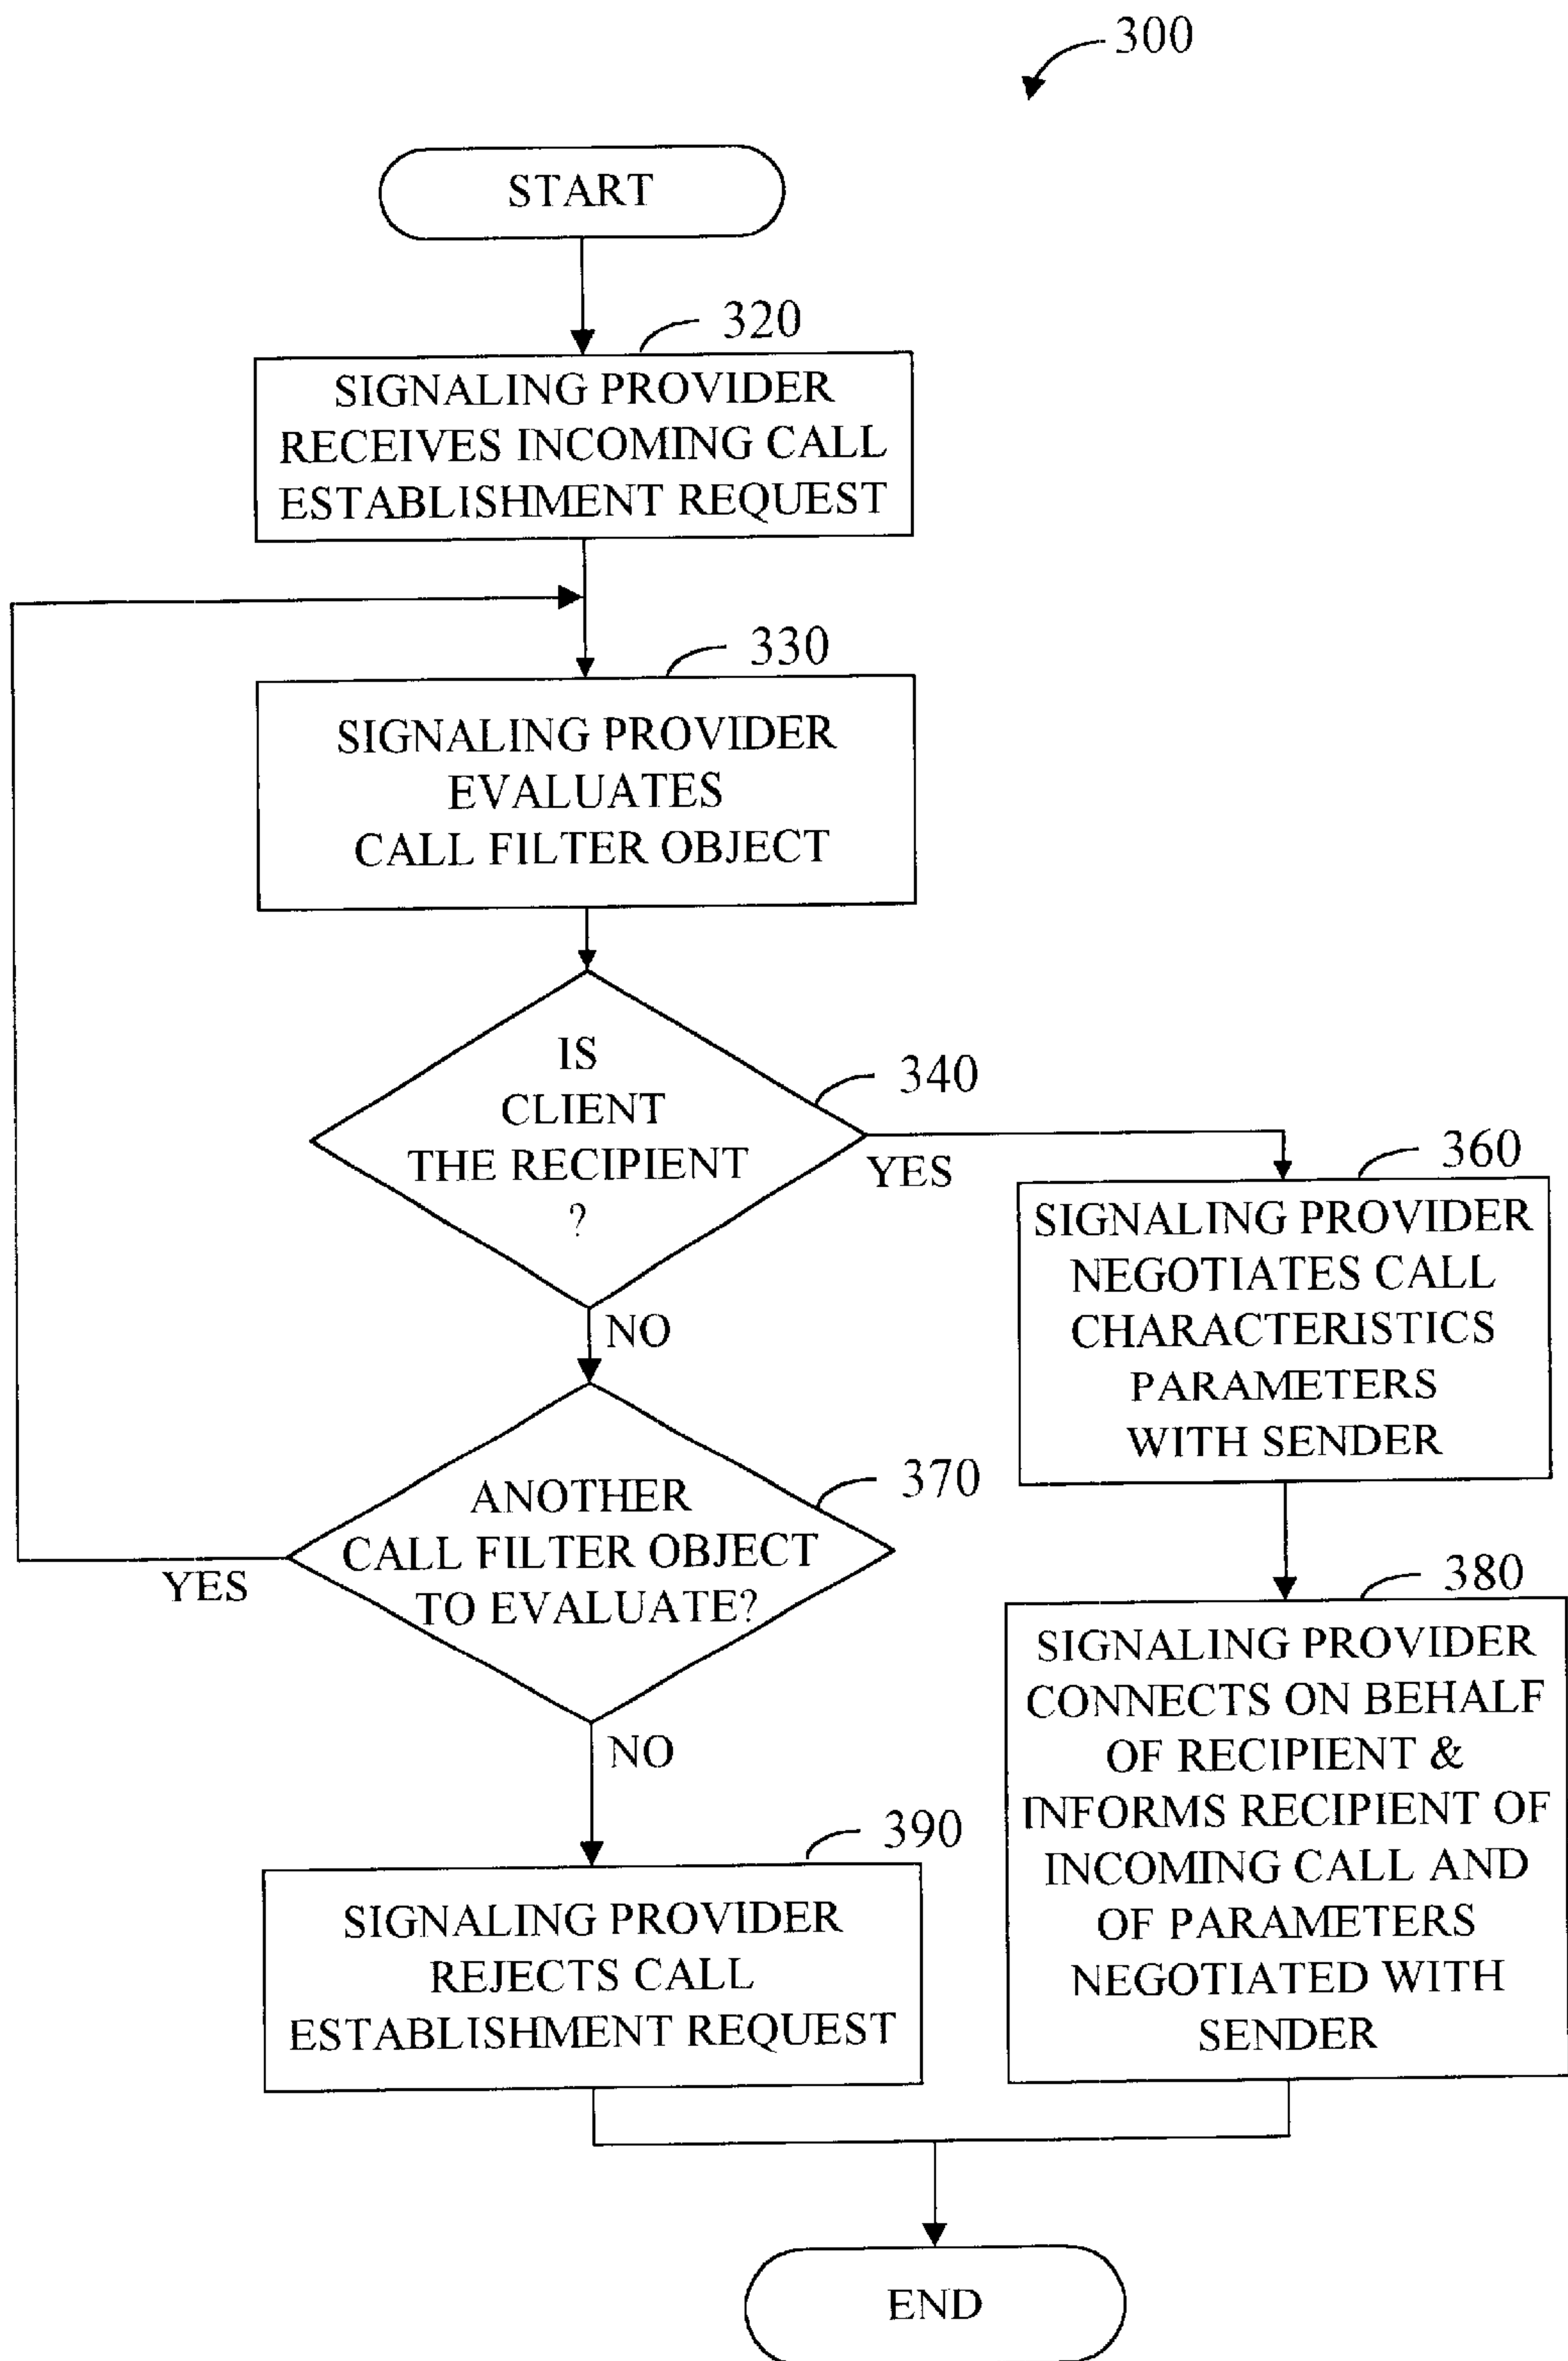 300
START
320
SIGNALING PROVIDER
RECEIVES INCOMING CALL
ESTABLISHMENT REQUEST
330
SIGNALING PROVIDER
EVALUATES
CALL FILTER OBJECT
IS
CLIENT
THE RECIPIENT
?
340
YES
NO
360
SIGNALING PROVIDER
NEGOTIATES CALL
CHARACTERISTICS
PARAMETERS
WITH SENDER
ANOTHER
CALL FILTER OBJECT
TO EVALUATE?
370
YES
NO
380
SIGNALING PROVIDER
CONNECTS ON BEHALF
OF RECIPIENT &
INFORMS RECIPIENT OF
INCOMING CALL AND
OF PARAMETERS
NEGOTIATED WITH
SENDER
390
SIGNALING PROVIDER
REJECTS CALL
ESTABLISHMENT REQUEST
END